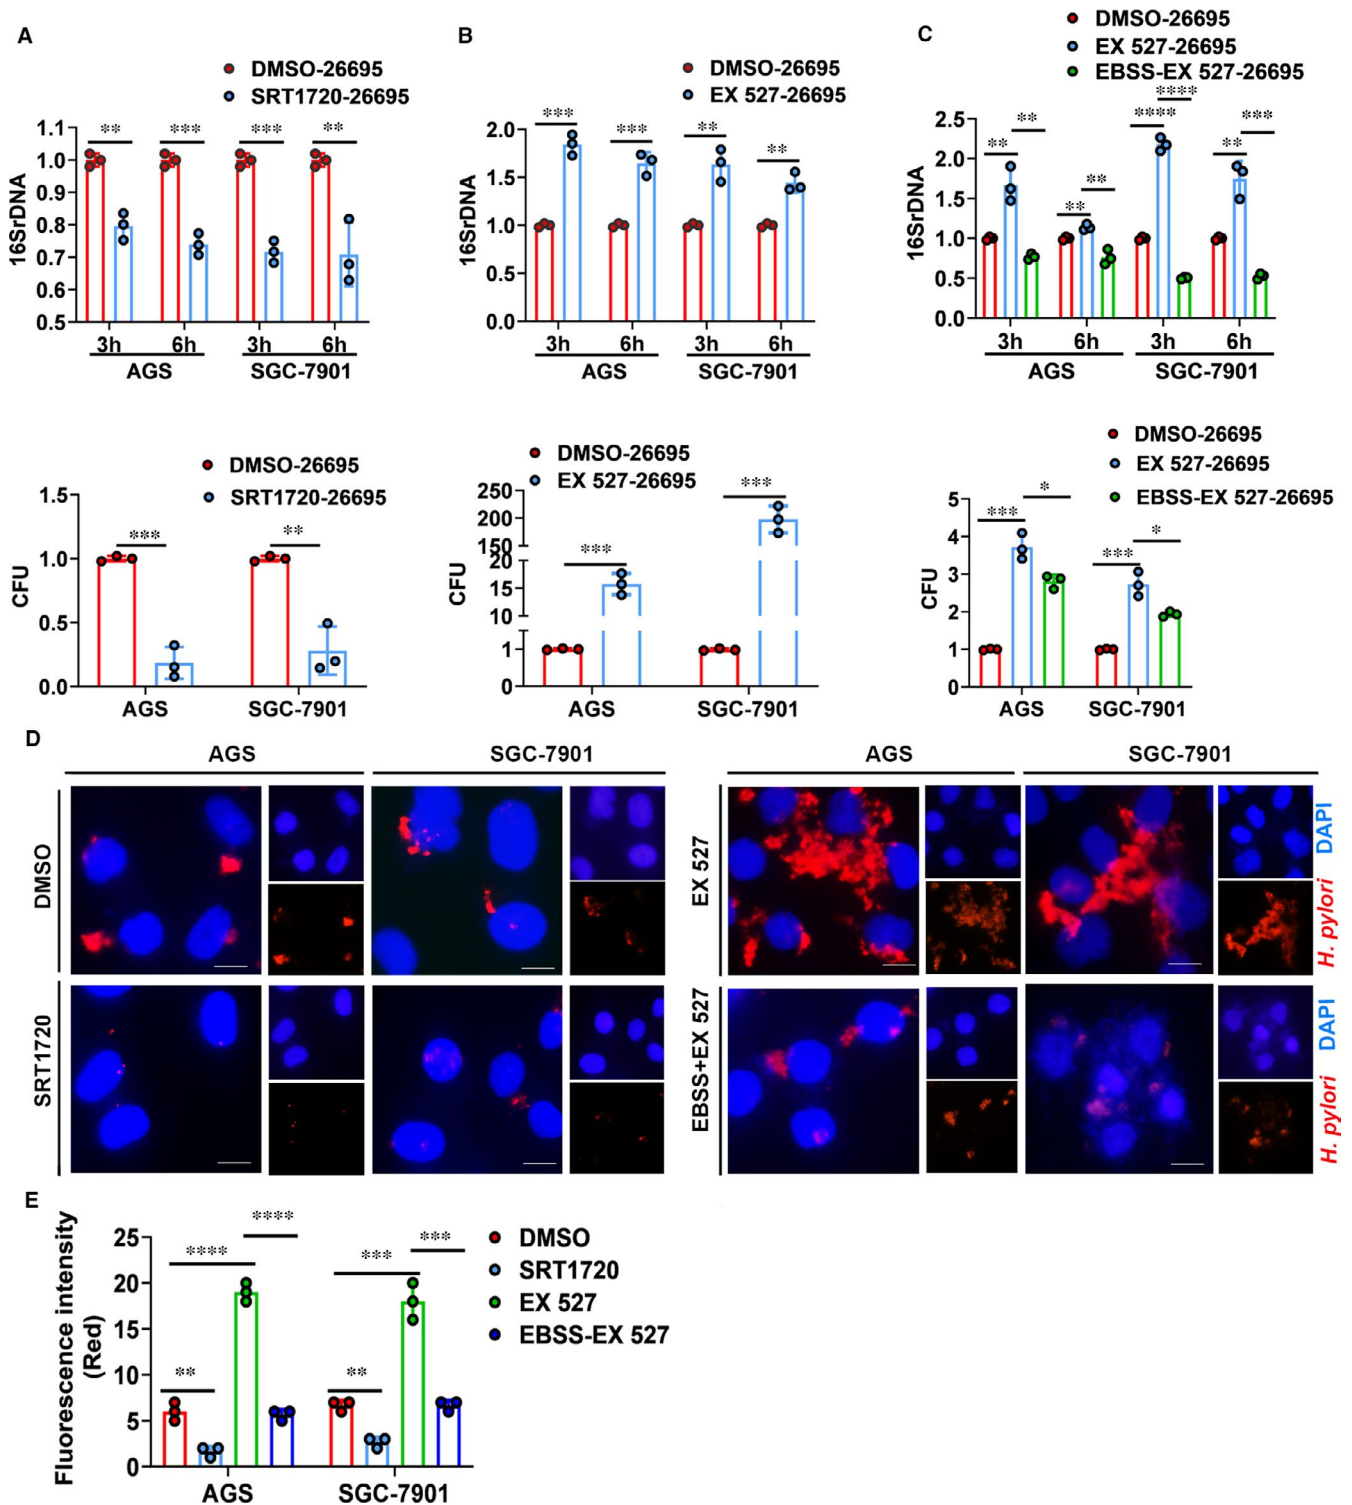 A
DMSO-26695
SRT1720-26695
** *** *** **
1.1
1.0
0.9
0.8
0.7
0.6
0.5
16SrDNA
3h 6h 3h 6h
AGS SGC-7901
B
DMSO-26695
EX 527-26695
*** *** ** **
2.0
1.5
1.0
0.5
0.0
16SrDNA
3h 6h 3h 6h
AGS SGC-7901
C
DMSO-26695
EX 527-26695
EBSS-EX 527-26695
** ** ** ** **** **** ** ***
2.5
2.0
1.5
1.0
0.5
0.0
16SrDNA
3h 6h 3h 6h
AGS SGC-7901
DMSO-26695
SRT1720-26695
*** **
1.5
1.0
0.5
0.0
CFU
AGS SGC-7901
DMSO-26695
EX 527-26695
*** ***
250
200
150
20
15
10
1
0
CFU
AGS SGC-7901
DMSO-26695
EX 527-26695
EBSS-EX 527-26695
*** * *** *
5
4
3
2
1
0
CFU
AGS SGC-7901
D
AGS SGC-7901
DMSO
SRT1720
AGS SGC-7901
EX 527
H. pylori DAPI
EBSS+EX 527
H. pylori DAPI
E
DMSO
SRT1720
EX 527
EBSS-EX 527
** **** **** ** *** ***
25
20
15
10
5
0
Fluorescence intensity
(Red)
AGS SGC-7901